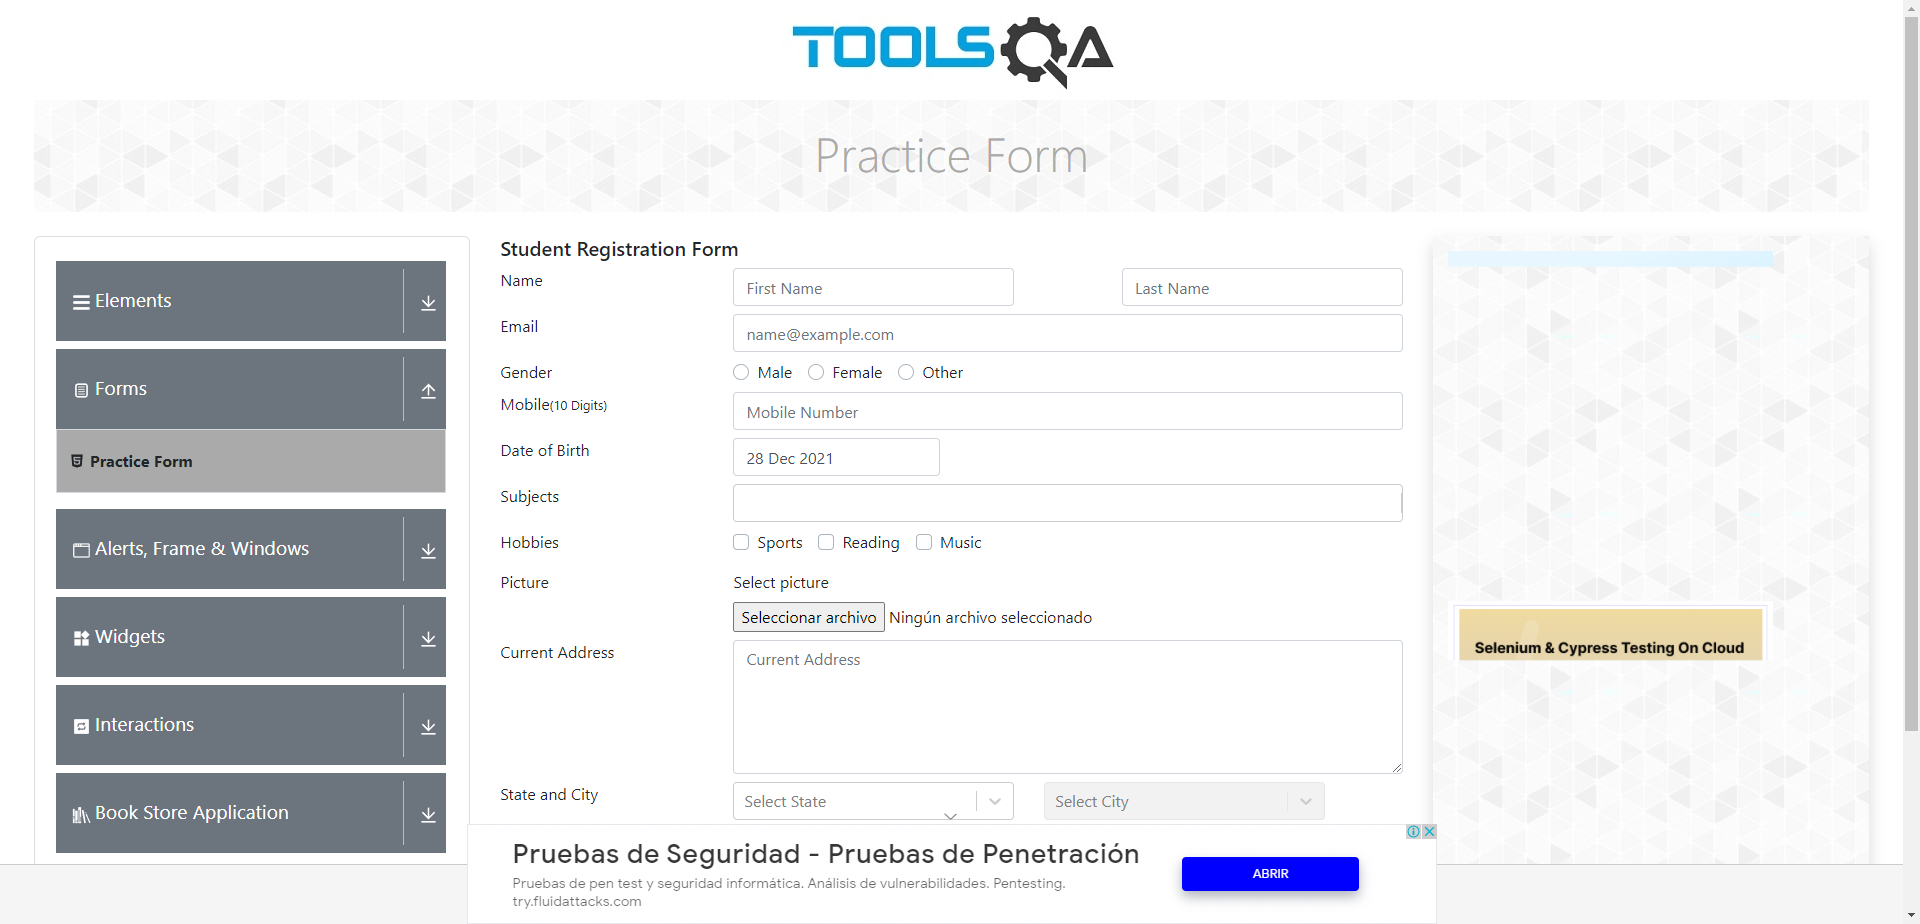 TOOLSQA
Practice Form
Elements
Forms
Practice Form
Alerts, Frame & Windows
Widgets
Interactions
Book Store Application
Student Registration Form
Name
First Name
Last Name
Email
name@example.com
Gender
Male
Female
Other
Mobile(10 Digits)
Mobile Number
Date of Birth
28 Dec 2021
Subjects
Hobbies
Sports
Reading
Music
Picture
Select picture
Seleccionar archivo Ningún archivo seleccionado
Current Address
Current Address
State and City
Select State
Select City
Selenium & Cypress Testing On Cloud
Pruebas de Seguridad - Pruebas de Penetración
Pruebas de pen test y seguridad informática. Análisis de vulnerabilidades. Pentesting.
try.fluidattacks.com
ABRIR